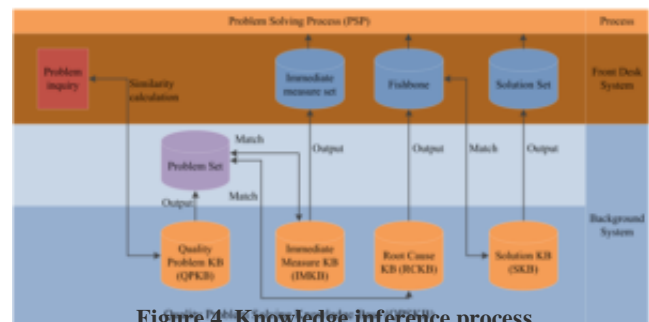 Problem Solving Process (PSP)
Process
Problem
inquiry
Similarity
calculation
Immediate
measure set
Fishbone
Solution Set
Front Desk
System
Match
Output
Output
Match
Output
Problem Set
Match
Output
Background
System
Quality
Problem KB
(QPKB)
Immediate
Measure KB
(IMKB)
Root Cause
KB (RCKB)
Solution KB
(SKB)
Figure 4. Knowledge inference process